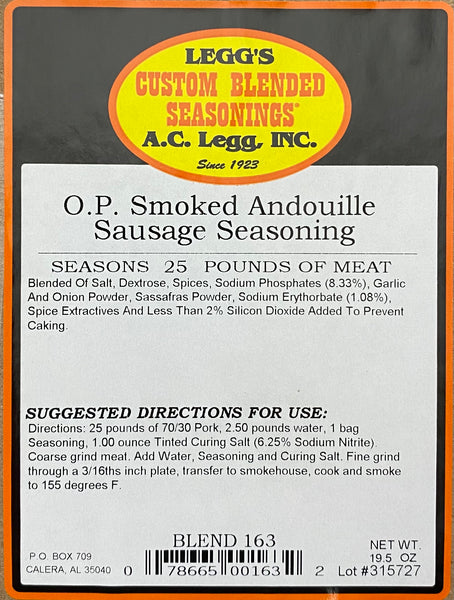 LEGG'S
CUSTOM BLENDED
SEASONINGS®
A.C. Legg, INC.
Since 1923
O.P. Smoked Andouille
Sausage Seasoning
SEASONS 25 POUNDS OF MEAT
Blended Of Salt, Dextrose, Spices, Sodium Phosphates (8.33%), Garlic
And Onion Powder, Sassafras Powder, Sodium Erythorbate (1.08%),
Spice Extractives And Less Than 2% Silicon Dioxide Added To Prevent
Caking.
SUGGESTED DIRECTIONS FOR USE:
Directions: 25 pounds of 70/30 Pork, 2.50 pounds water, 1 bag
Seasoning, 1.00 ounce Tinted Curing Salt (6.25% Sodium Nitrite).
Coarse grind meat. Add Water, Seasoning and Curing Salt. Fine grind
through a 3/16ths inch plate, transfer to smokehouse, cook and smoke
to 155 degrees F.
BLEND 163
P.O. BOX 709
CALERA, AL 35040
0 78665 00163 2
NET WT.
19.5 OZ
Lot #315727